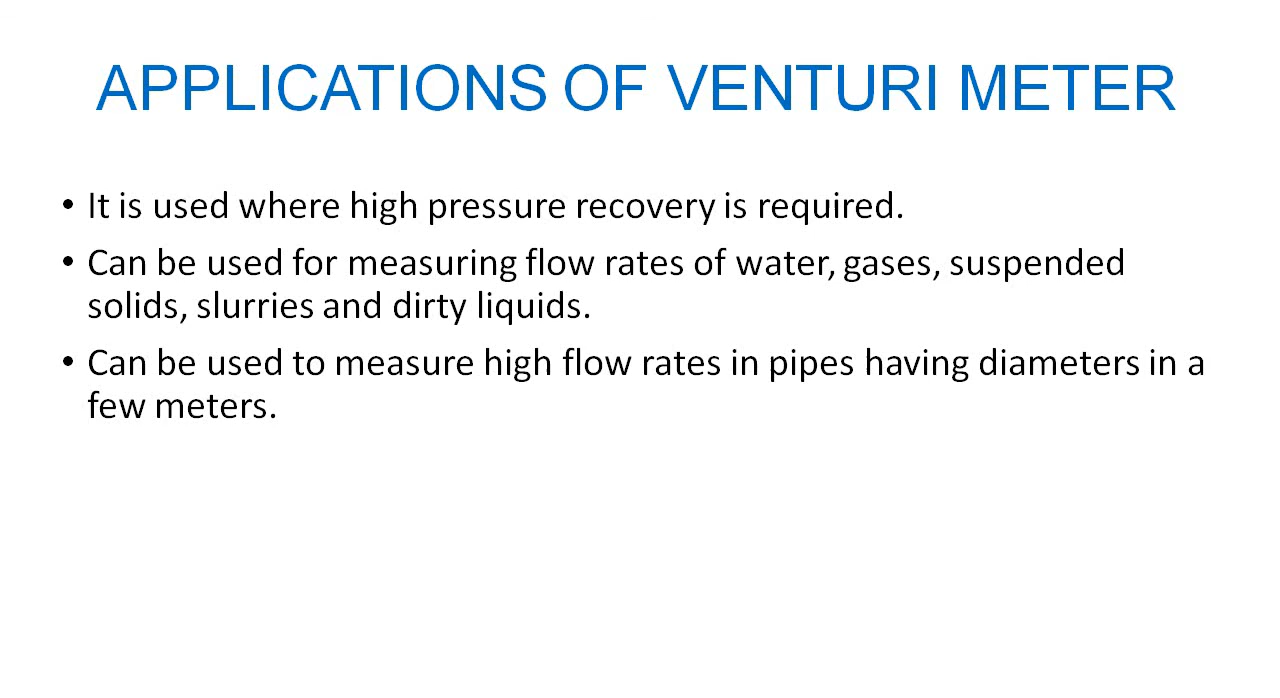 APPLICATIONS OF VENTURI METER
• It is used where high pressure recovery is required.
• Can be used for measuring flow rates of water, gases, suspended
solids, slurries and dirty liquids.
• Can be used to measure high flow rates in pipes having diameters in a
few meters.